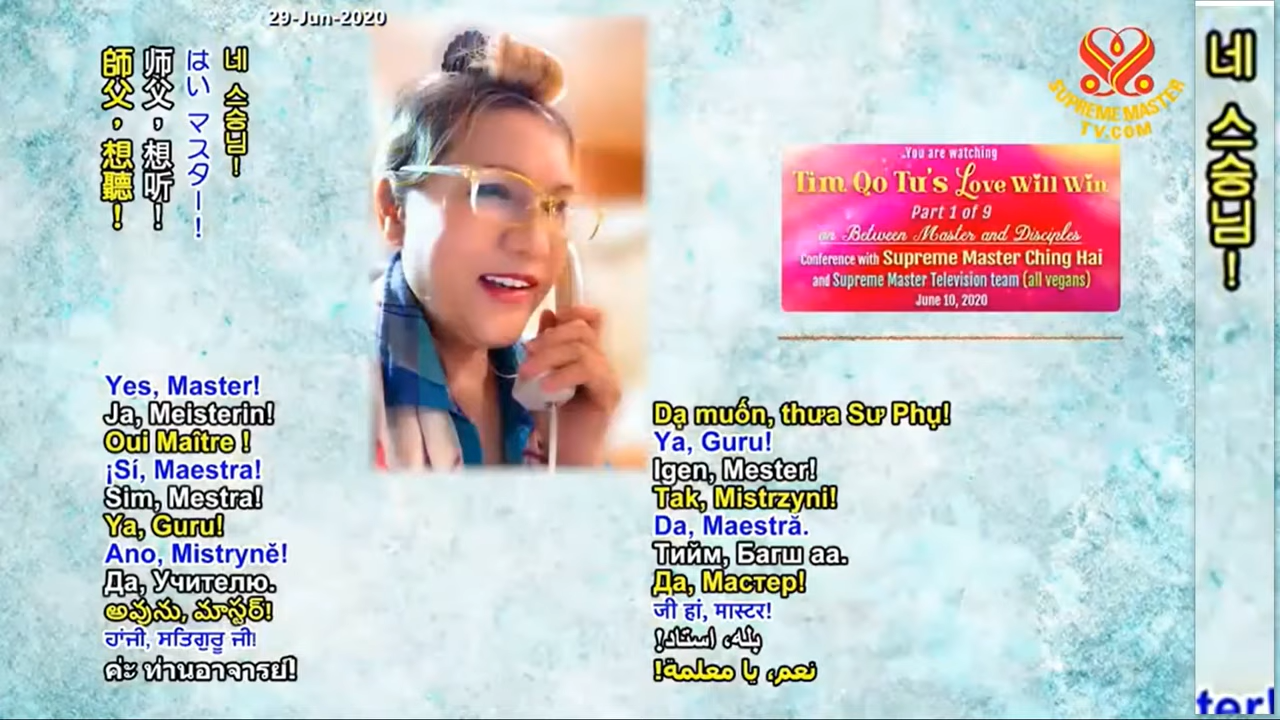 29-Jun-2020
네 스승님!
はい マスター!
师父，想听！
師父，想聽！
SUPREME MASTER
TV.COM
You are watching
Tim Qo Tu's Love Will Win
Part 1 of 9
on Between Master and Disciples
Conference with Supreme Master Ching Hai
and Supreme Master Television team (all vegans)
June 10, 2020
Yes, Master!
Ja, Meisterin!
Oui Maître !
¡Sí, Maestra!
Sim, Mestra!
Ya, Guru!
Ano, Mistryně!
Да, Учителю.
అవును, మాస్టర్!
ਹਾਂਜੀ, ਸਤਿਗੁਰੂ ਜੀ!
ค่ะ ท่านอาจารย์!
Dạ muốn, thưa Sư Phụ!
Ya, Guru!
Igen, Mester!
Tak, Mistrzyni!
Da, Maestră.
Тийм, Багш аа.
Да, Мастер!
जी हां, मास्टर!
بله، استاد!
نعم، يا معلمة!
네 스승님!
ter!